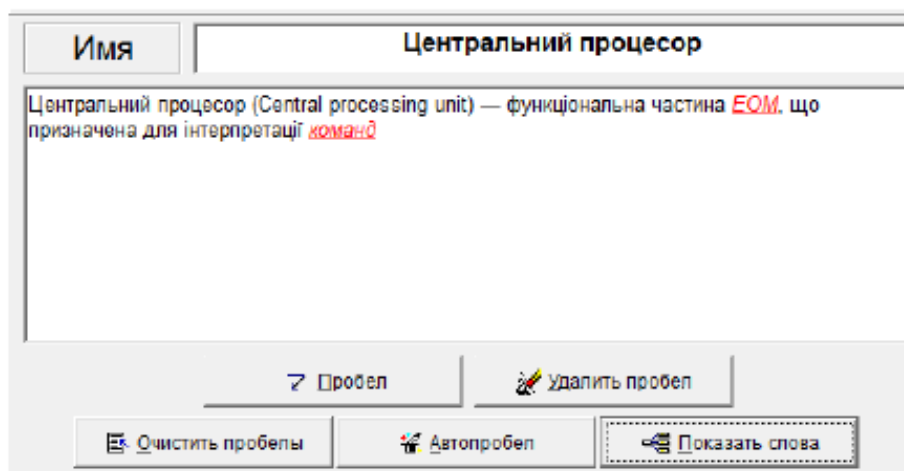 Имя
Центральний процесор
Центральний процесор (Central processing unit) — функціональна частина ЕОМ, що
призначена для інтерпретації команд
Пробел
Удалить пробел
Очистить пробелы
Автопробел
Показать слова